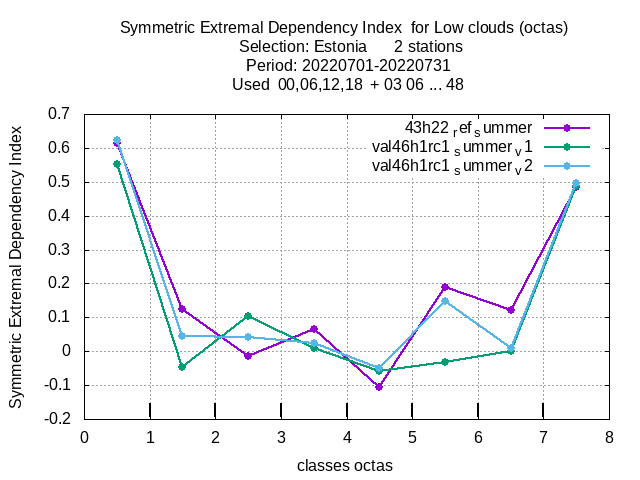 Symmetric Extremal Dependency Index  for Low clouds (octas)
Selection: Estonia      2 stations
Period: 20220701-20220731
Used  00,06,12,18  + 03 06 ... 48
43h22 ref summer
val46h1rc1 summer v1
val46h1rc1 summer v2
Symmetric Extremal Dependency Index
0.7
0.6
0.5
0.4
0.3
0.2
0.1
0
-0.1
-0.2
0 1 2 3 4 5 6 7 8
classes octas